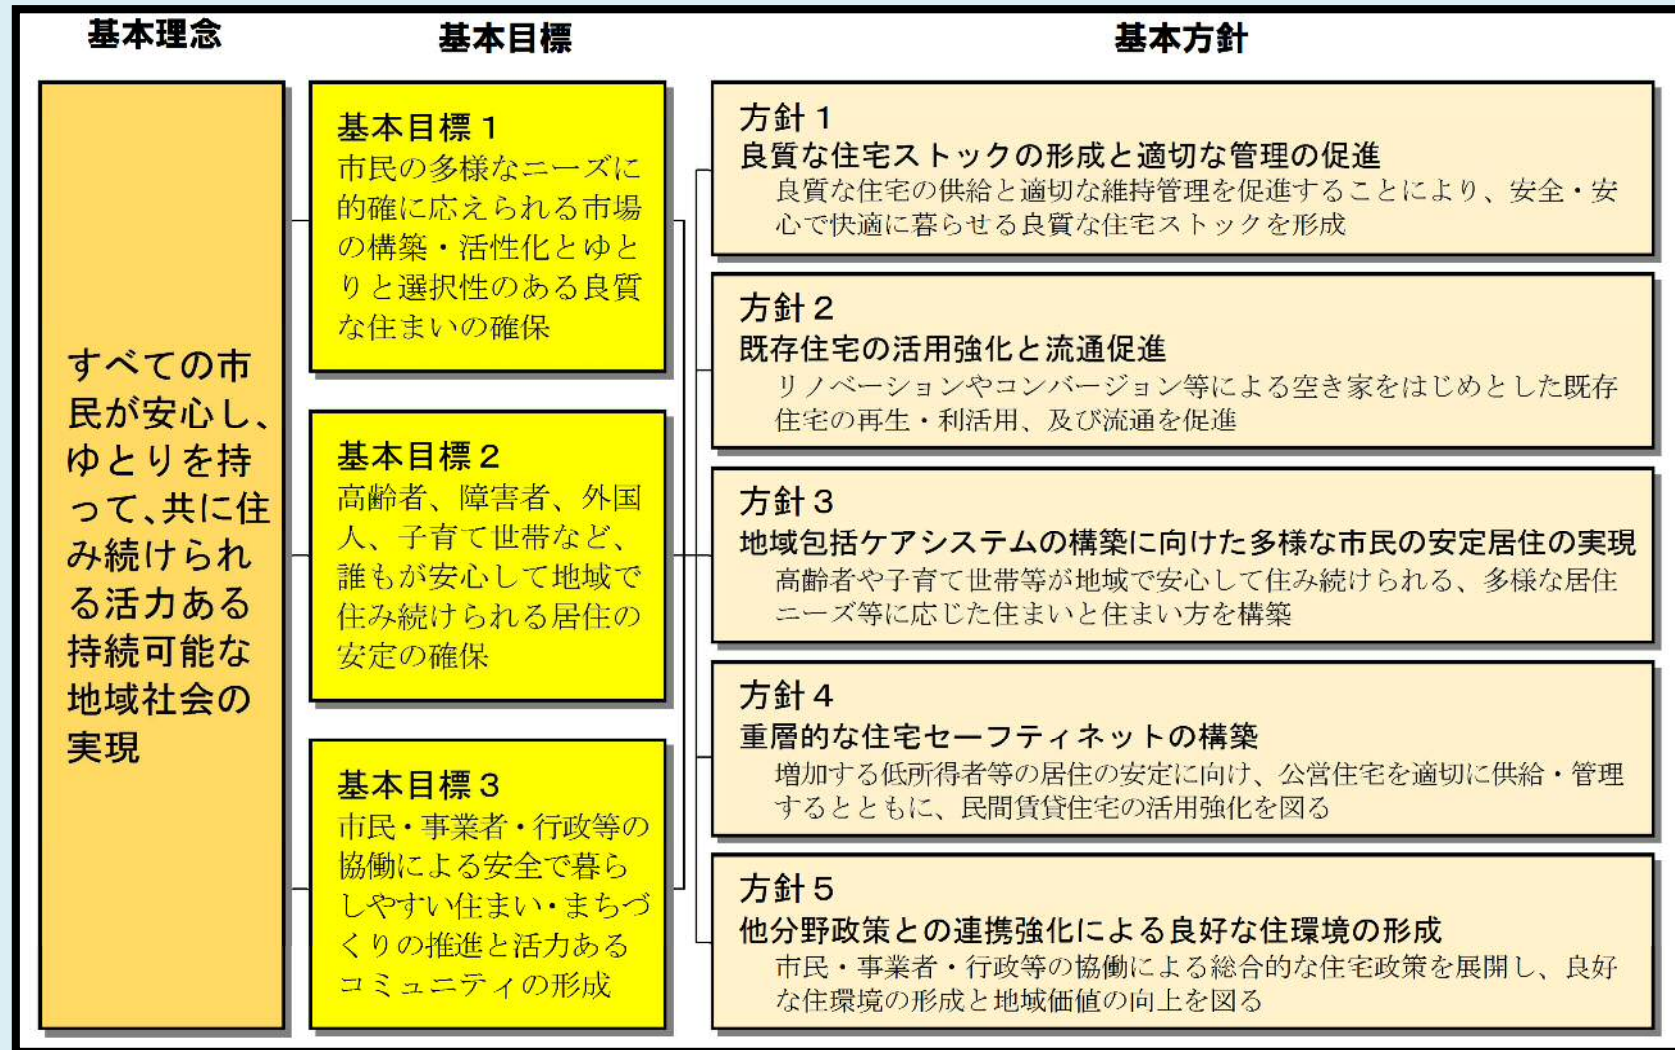 基本理念
基本目標
基本方針
すべての市
民が安心し、
ゆとりを持
って、共に住
み続けられ
る活力ある
持続可能な
地域社会の
実現
基本目標１
市民の多様なニーズに
的確に応えられる市場
の構築・活性化とゆと
りと選択性のある良質
な住まいの確保
基本目標２
高齢者、障害者、外国
人、子育て世帯など、
誰もが安心して地域で
住み続けられる居住の
安定の確保
基本目標３
市民・事業者・行政等の
協働による安全で暮ら
しやすい住まい・まちづ
くりの推進と活力ある
コミュニティの形成
方針１
良質な住宅ストックの形成と適切な管理の促進
良質な住宅の供給と適切な維持管理を促進することにより、安全・安
心で快適に暮らせる良質な住宅ストックを形成
方針２
既存住宅の活用強化と流通促進
リノベーションやコンバージョン等による空き家をはじめとした既存
住宅の再生・利活用、及び流通を促進
方針３
地域包括ケアシステムの構築に向けた多様な市民の安定居住の実現
高齢者や子育て世帯等が地域で安心して住み続けられる、多様な居住
ニーズ等に応じた住まいと住まい方を構築
方針４
重層的な住宅セーフティネットの構築
増加する低所得者等の居住の安定に向け、公営住宅を適切に供給・管理
するとともに、民間賃貸住宅の活用強化を図る
方針５
他分野政策との連携強化による良好な住環境の形成
市民・事業者・行政等の協働による総合的な住宅政策を展開し、良好
な住環境の形成と地域価値の向上を図る